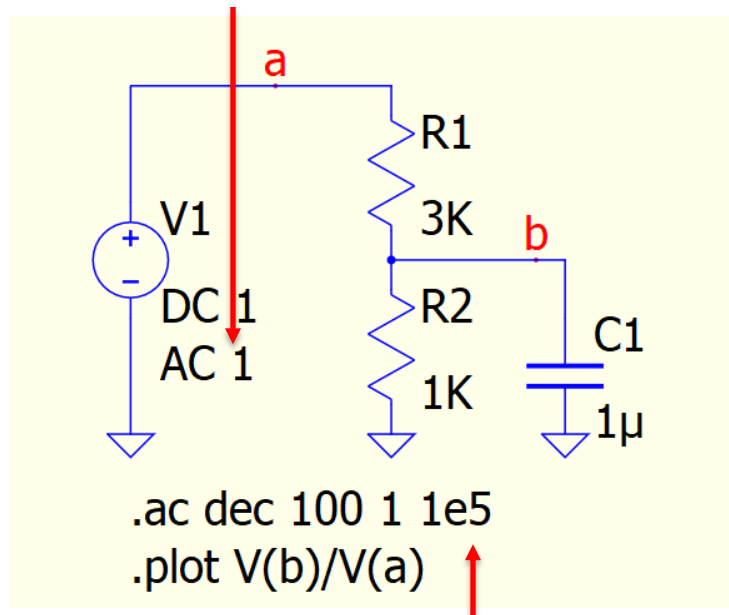 a
R1
V1
3K
b
DC 1
R2
AC 1
C1
1K
1µ
.ac dec 100 1 1e5
.plot V(b)/V(a)